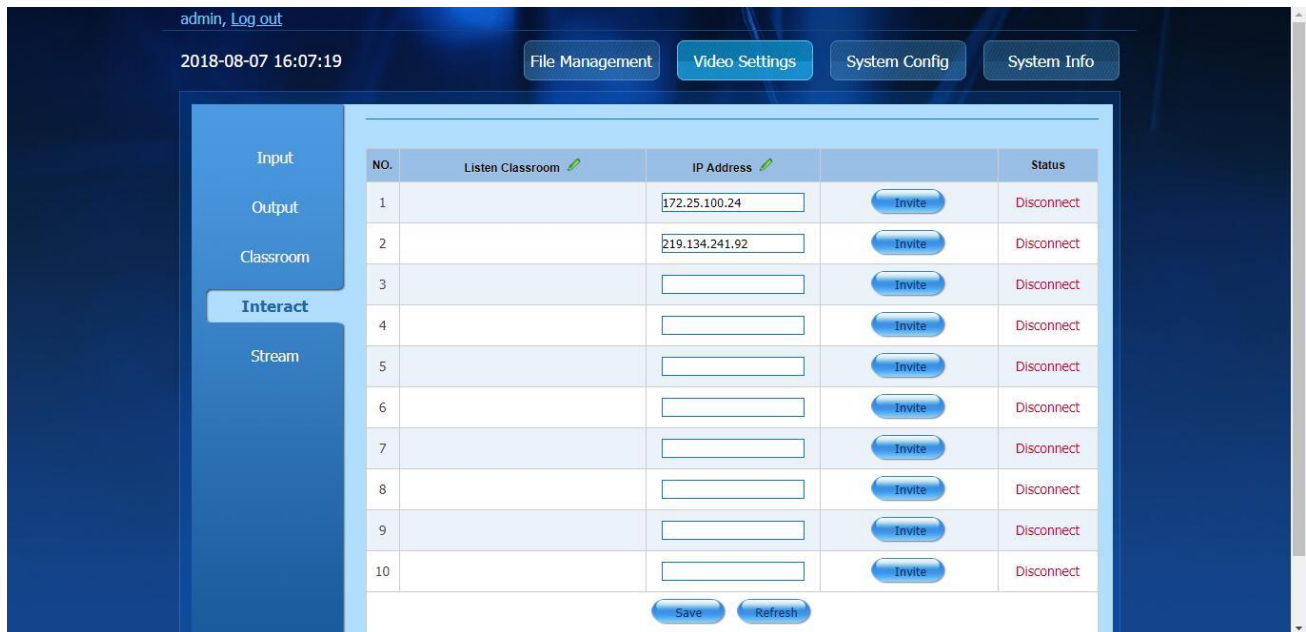 admin, Log out
2018-08-07 16:07:19 File Management Video Settings System Config System Info
Input
Output
Classroom
Interact
Stream
NO. Listen Classroom IP Address Status
1 172.25.100.24 Invite Disconnect
2 219.134.241.92 Invite Disconnect
3 Invite Disconnect
4 Invite Disconnect
5 Invite Disconnect
6 Invite Disconnect
7 Invite Disconnect
8 Invite Disconnect
9 Invite Disconnect
10 Invite Disconnect
Save Refresh